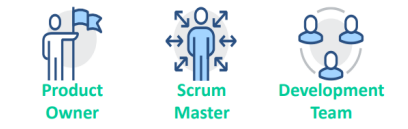 Product
Owner
Scrum
Master
Development
Team